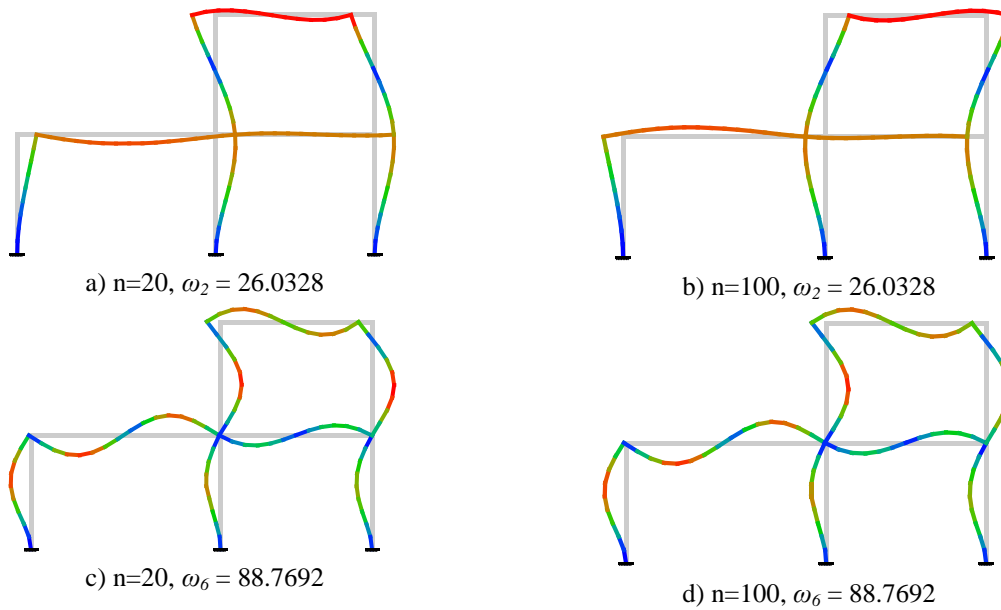 a) n=20, ω2 = 26.0328
b) n=100, ω2 = 26.0328
c) n=20, ω6 = 88.7692
d) n=100, ω6 = 88.7692